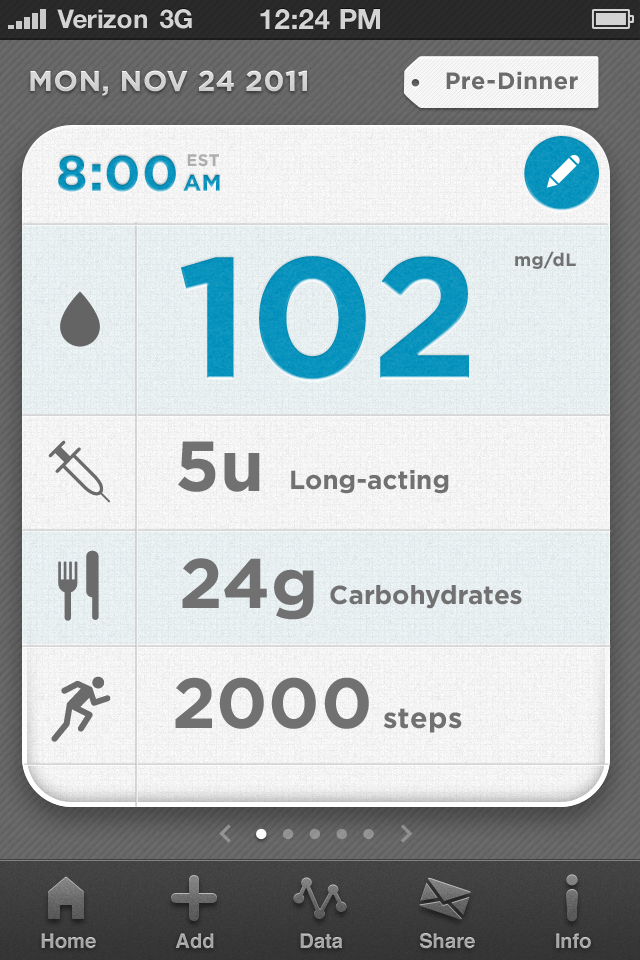 Verizon 3G 12:24 PM
MON, NOV 24 2011
Pre-Dinner
8:00 EST AM
102 mg/dL
5u Long-acting
24g Carbohydrates
2000 steps
Home Add Data Share Info